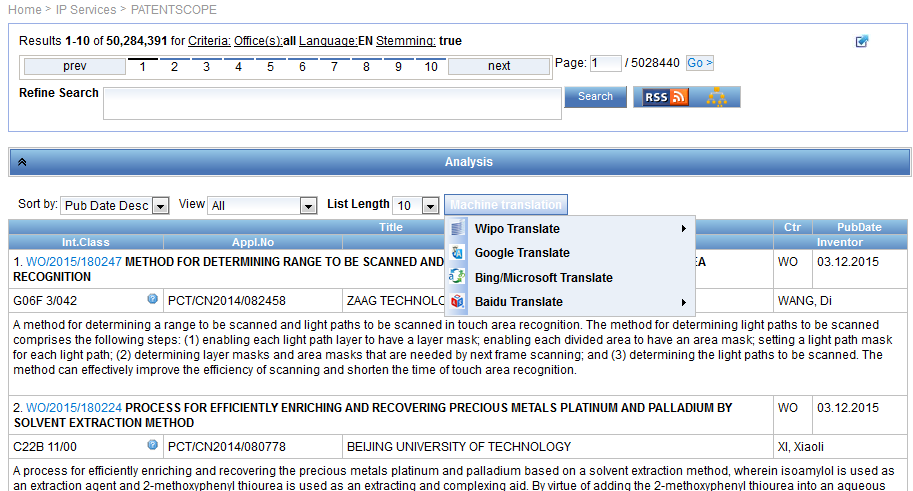 Home > IP Services > PATENTSCOPE
Results 1-10 of 50,284,391 for Criteria: Office(s):all Language:EN Stemming: true
prev 1 2 3 4 5 6 7 8 9 10 next Page: 1 / 5028440 Go >
Refine Search Search RSS
Analysis
Sort by: Pub Date Desc View All List Length 10 Machine translation
Title Ctr PubDate
Int.Class Appl.No Inventor
Wipo Translate
Google Translate
Bing/Microsoft Translate
Baidu Translate
1. WO/2015/180247 METHOD FOR DETERMINING RANGE TO BE SCANNED AND EA WO 03.12.2015
RECOGNITION
G06F 3/042 PCT/CN2014/082458 ZAAG TECHNOLO WANG, Di
A method for determining a range to be scanned and light paths to be scanned in touch area recognition. The method for determining light paths to be scanned
comprises the following steps: (1) enabling each light path layer to have a layer mask; enabling each divided area to have an area mask; setting a light path mask
for each light path; (2) determining layer masks and area masks that are needed by next frame scanning; and (3) determining the light paths to be scanned. The
method can effectively improve the efficiency of scanning and shorten the time of touch area recognition.
2. WO/2015/180224 PROCESS FOR EFFICIENTLY ENRICHING AND RECOVERING PRECIOUS METALS PLATINUM AND PALLADIUM BY WO 03.12.2015
SOLVENT EXTRACTION METHOD
C22B 11/00 PCT/CN2014/080778 BEIJING UNIVERSITY OF TECHNOLOGY XI, Xiaoli
A process for efficiently enriching and recovering the precious metals platinum and palladium based on a solvent extraction method, wherein isoamylol is used as
an extraction agent and 2-methoxyphenyl thiourea is used as an extracting and complexing aid. By virtue of adding the 2-methoxyphenyl thiourea into an aqueous